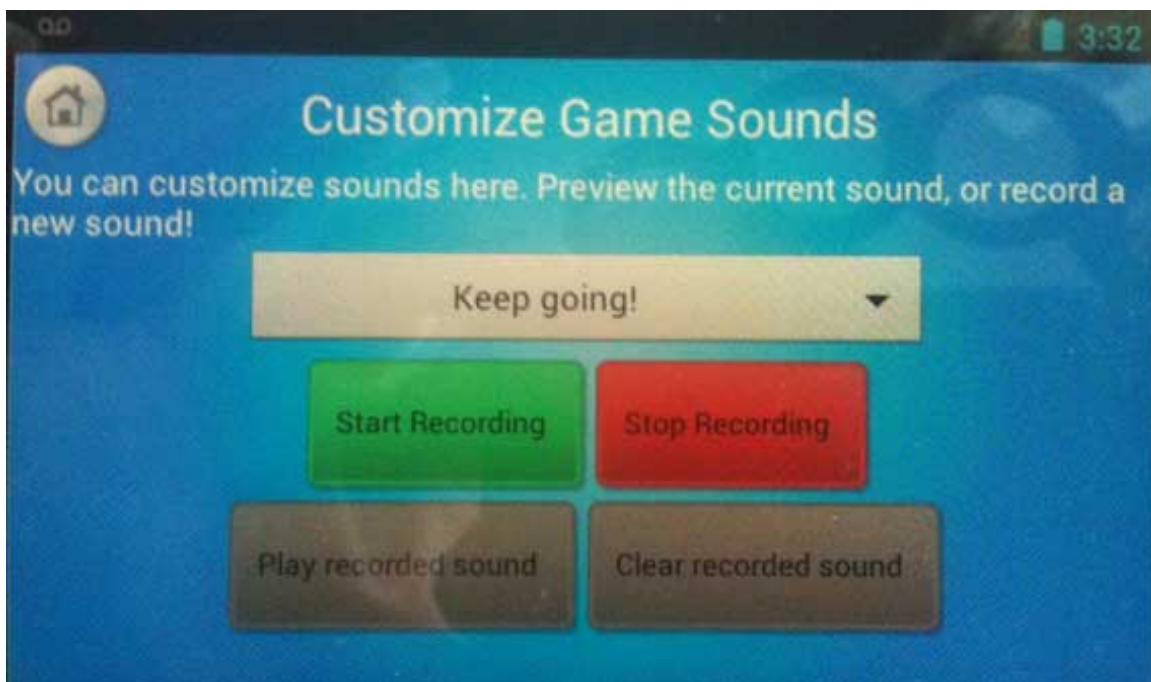 3:32
Customize Game Sounds
You can customize sounds here. Preview the current sound, or record a
new sound!
Keep going!
Start Recording
Stop Recording
Play recorded sound
Clear recorded sound